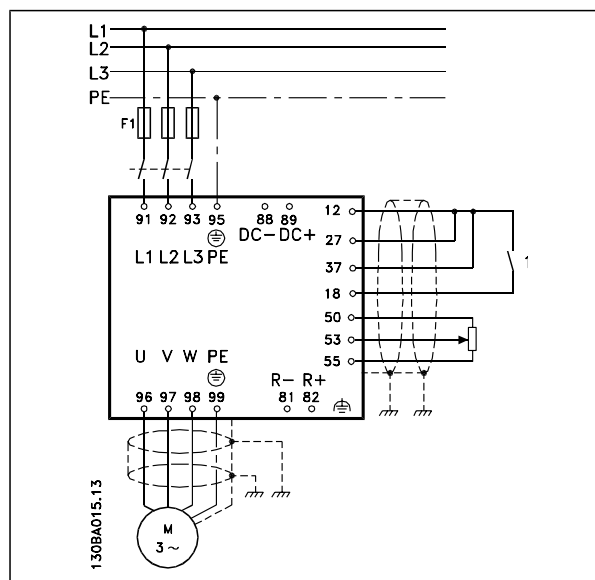 L1
L2
L3
PE
F1
91 92 93 95 88 89
DC- DC+
L1 L2 L3 PE
12
27
37
18
1
50
53
55
U V W PE
R- R+
96 97 98 99 81 82
M
3 ~
130BA015.13